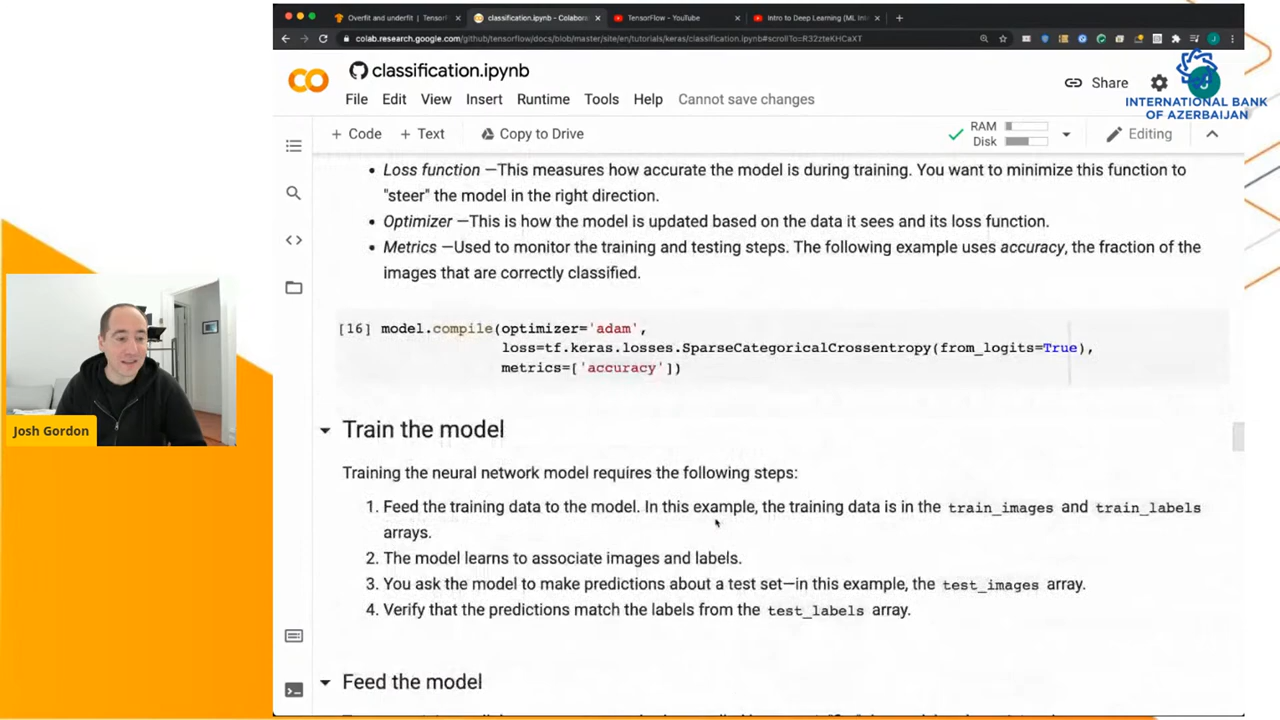 Overfit and underfit | TensorF
classification.ipynb - Colabora
TensorFlow - YouTube
Intro to Deep Learning (ML In
colab.research.google.com/github/tensorflow/docs/blob/master/site/en/tutorials/keras/classification.ipynb#scrollTo=R32zteKHCaXT
classification.ipynb
Share
INTERNATIONAL BANK
OF AZERBAIJAN
File Edit View Insert Runtime Tools Help Cannot save changes
+ Code + Text Copy to Drive
RAM
Disk
Editing
• Loss function —This measures how accurate the model is during training. You want to minimize this function to
"steer" the model in the right direction.
• Optimizer —This is how the model is updated based on the data it sees and its loss function.
• Metrics —Used to monitor the training and testing steps. The following example uses accuracy, the fraction of the
images that are correctly classified.
[16] model.compile(optimizer='adam',
loss=tf.keras.losses.SparseCategoricalCrossentropy(from_logits=True),
metrics=['accuracy'])
Josh Gordon
Train the model
Training the neural network model requires the following steps:
1. Feed the training data to the model. In this example, the training data is in the train_images and train_labels
arrays.
2. The model learns to associate images and labels.
3. You ask the model to make predictions about a test set—in this example, the test_images array.
4. Verify that the predictions match the labels from the test_labels array.
Feed the model